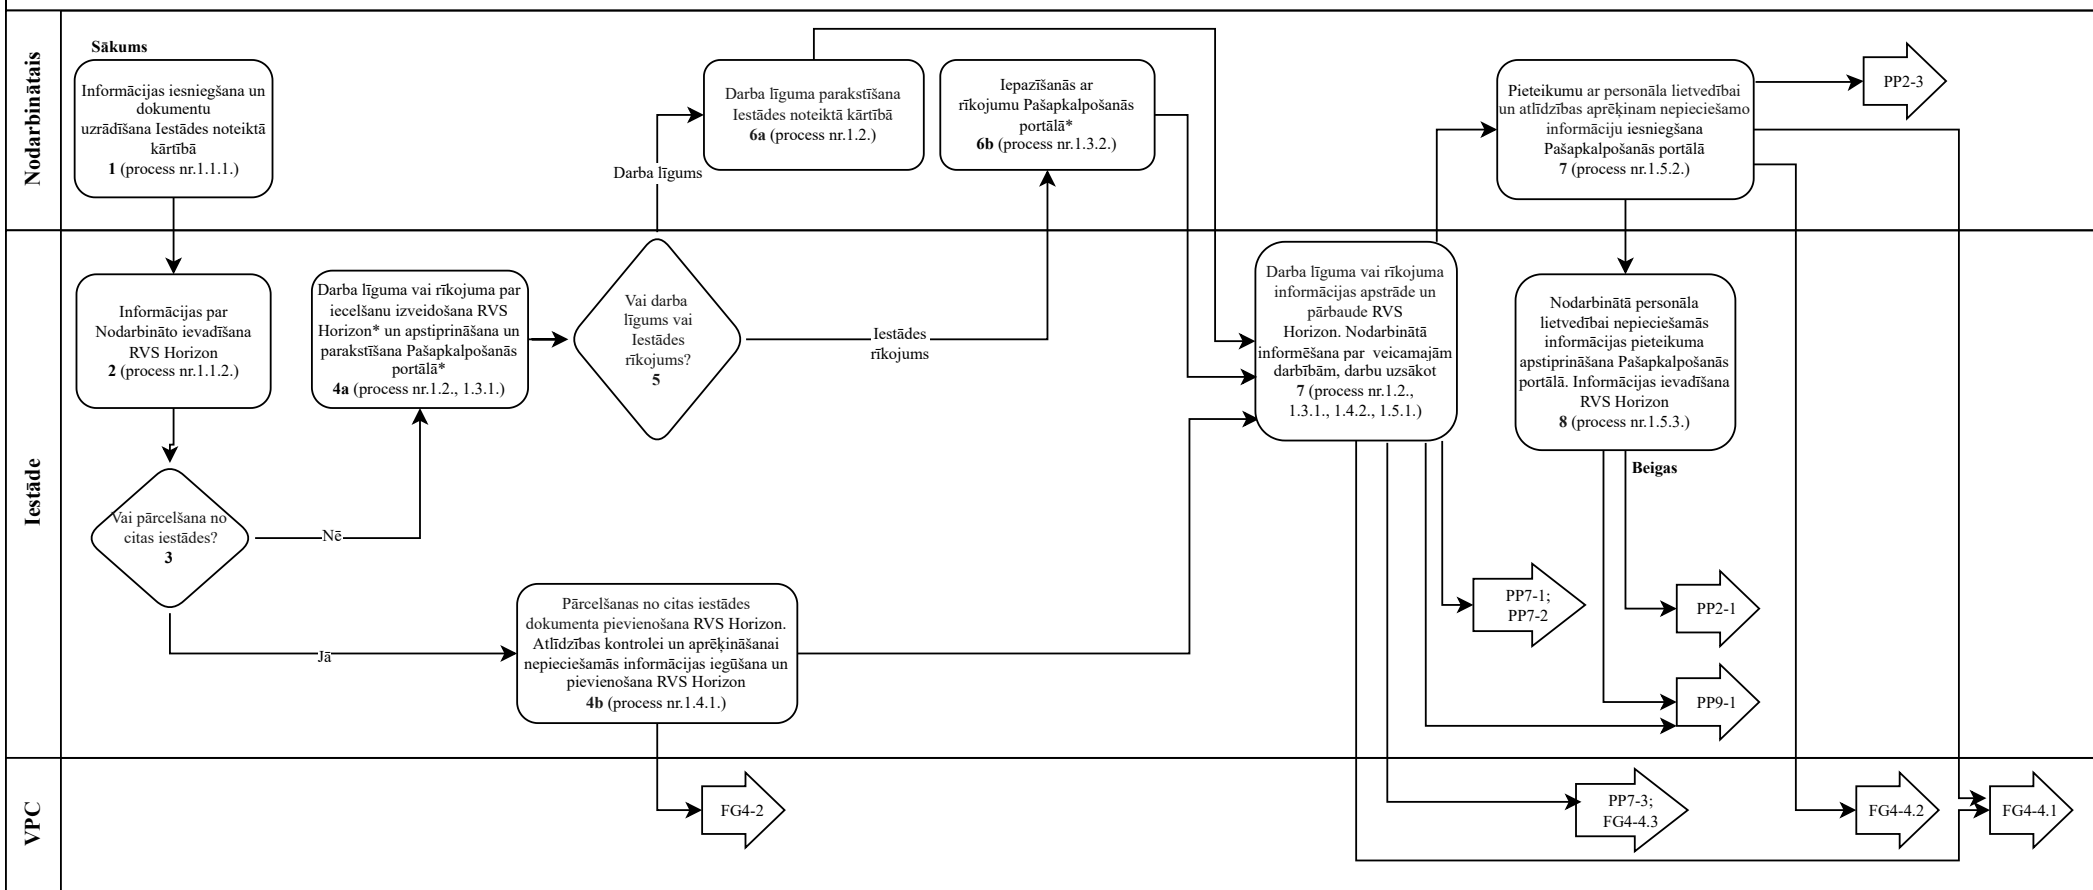 Nodarbinātais
Sākums
Informācijas iesniegšana un
dokumentu
uzrādīšana Iestādes noteiktā
kārtībā
1 (process nr.1.1.1.)
Darba līguma parakstīšana
Iestādes noteiktā kārtībā
6a (process nr.1.2.)
Iepazīšanās ar
rīkojumu Pašapkalpošanās
portālā*
6b (process nr.1.3.2.)
Pieteikumu ar personāla lietvedībai
un atlīdzības aprēķinam nepieciešamo
informāciju iesniegšana
Pašapkalpošanās portālā
7 (process nr.1.5.2.)
PP2-3
Darba līgums
Iestāde
Informācijas par
Nodarbināto ievadīšana
RVS Horizon
2 (process nr.1.1.2.)
Darba līguma vai rīkojuma par
iecelšanu izveidošana RVS
Horizon* un apstiprināšana un
parakstīšana Pašapkalpošanās
portālā*
4a (process nr.1.2., 1.3.1.)
Vai darba
līgums vai
Iestādes
rīkojums?
5
Iestādes
rīkojums
Darba līguma vai rīkojuma
informācijas apstrāde un
pārbaude RVS
Horizon. Nodarbinātā
informēšana par  veicamajām
darbībām, darbu uzsākot
7 (process nr.1.2.,
1.3.1., 1.4.2., 1.5.1.)
Nodarbinātā personāla
lietvedībai nepieciešamās
informācijas pieteikuma
apstiprināšana Pašapkalpošanās
portālā. Informācijas ievadīšana
RVS Horizon
8 (process nr.1.5.3.)
Beigas
Vai pārcelšana no
citas iestādes?
3
Nē
Jā
Pārcelšanas no citas iestādes
dokumenta pievienošana RVS Horizon.
Atlīdzības kontrolei un aprēķināšanai
nepieciešamās informācijas iegūšana un
pievienošana RVS Horizon
4b (process nr.1.4.1.)
PP7-1;
PP7-2
PP2-1
PP9-1
VPC
FG4-2
PP7-3;
FG4-4.3
FG4-4.2
FG4-4.1